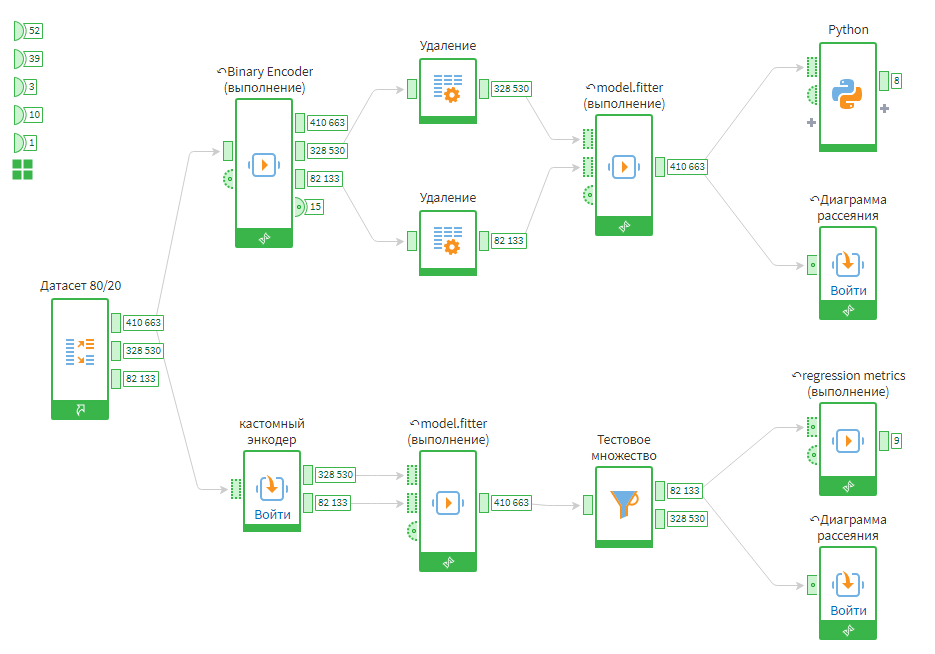 52
39
3
10
1
Датасет 80/20
410 663
328 530
82 133
↶Binary Encoder
(выполнение)
410 663
328 530
82 133
15
Удаление
328 530
Удаление
82 133
↶model.fitter
(выполнение)
410 663
Python
8
↶Диаграмма
рассеяния
Войти
кастомный
энкодер
Войти
328 530
82 133
↶model.fitter
(выполнение)
410 663
Тестовое
множество
82 133
328 530
↶regression metrics
(выполнение)
9
↶Диаграмма
рассеяния
Войти